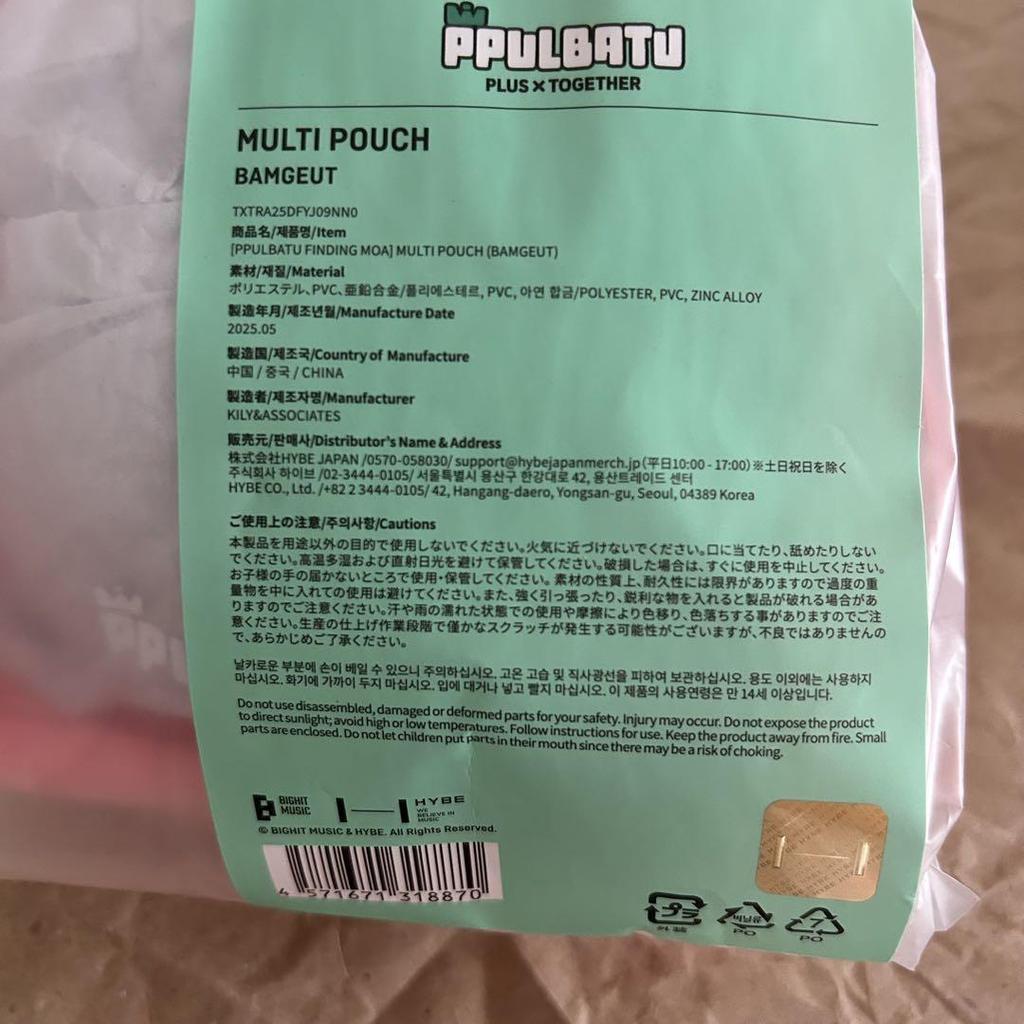 PPULBATU
PLUS × TOGETHER
MULTI POUCH
BAMGEUT
TXTRA25DFYJ09NN0
商品名/제품명/Item
[PPULBATU FINDING MOA] MULTI POUCH (BAMGEUT)
素材/재질/Material
ポリエステル、PVC、亜鉛合金/폴리에스테르, PVC, 아연 합금/POLYESTER, PVC, ZINC ALLOY
製造年月/제조년월/Manufacture Date
2025.05
製造国/제조국/Country of Manufacture
中国 / 중국 / CHINA
製造者/제조자명/Manufacturer
KILY&ASSOCIATES
販売元/판매사/Distributor's Name & Address
株式会社HYBE JAPAN /0570-058030/ support@hybejapanmerch.jp (平日10:00 - 17:00) ※土日祝日を除く
주식회사 하이브 /02-3444-0105/ 서울특별시 용산구 한강대로 42, 용산트레이드 센터
HYBE CO., Ltd. /+82 2 3444-0105/ 42, Hangang-daero, Yongsan-gu, Seoul, 04389 Korea
ご使用上の注意/주의사항/Cautions
本製品を用途以外の目的で使用しないでください。火気に近づけないでください。口に当てたり、舐めたりしない
でください。高温多湿および直射日光を避けて保管してください。破損した場合は、すぐに使用を中止してください。
お子様の手の届かないところで使用・保管してください。素材の性質上、耐久性には限界がありますので過度の重
量物を中に入れての使用は避けてください。また、強く引っ張ったり、鋭利な物を入れると製品が破れる場合があ
りますのでご注意ください。汗や雨の濡れた状態での使用や摩擦により色移り、色落ちする事がありますのでご注
意ください。生産の仕上げ作業段階で僅かなスクラッチが発生する可能性がございますが、不良ではありませんの
で、あらかじめご了承ください。
날카로운 부분에 손이 베일 수 있으니 주의하십시오. 고온 고습 및 직사광선을 피하여 보관하십시오. 용도 이외에는 사용하지
마십시오. 화기에 가까이 두지 마십시오. 입에 대거나 넣고 빨지 마십시오. 이 제품의 사용연령은 만 14세 이상입니다.
Do not use disassembled, damaged or deformed parts for your safety. Injury may occur. Do not expose the product
to direct sunlight; avoid high or low temperatures. Follow instructions for use. Keep the product away from fire. Small
parts are enclosed. Do not let children put parts in their mouth since there may be a risk of choking.
BIGHIT
MUSIC
HYBE
WE
BELIEVE IN
MUSIC
© BIGHIT MUSIC & HYBE. All Rights Reserved.
4 571671 318870
HYBE HYBE HYBE
プラ
PO
PO